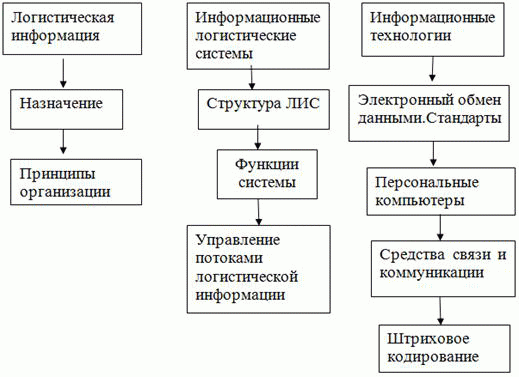 Логистическая
информация
Назначение
Принципы
организации
Информационные
логистические
системы
Структура ЛИС
Функции
системы
Управление
потоками
логистической
информации
Информационные
технологии
Электронный обмен
данными.Стандарты
Персональные
компьютеры
Средства связи и
коммуникации
Штриховое
кодирование